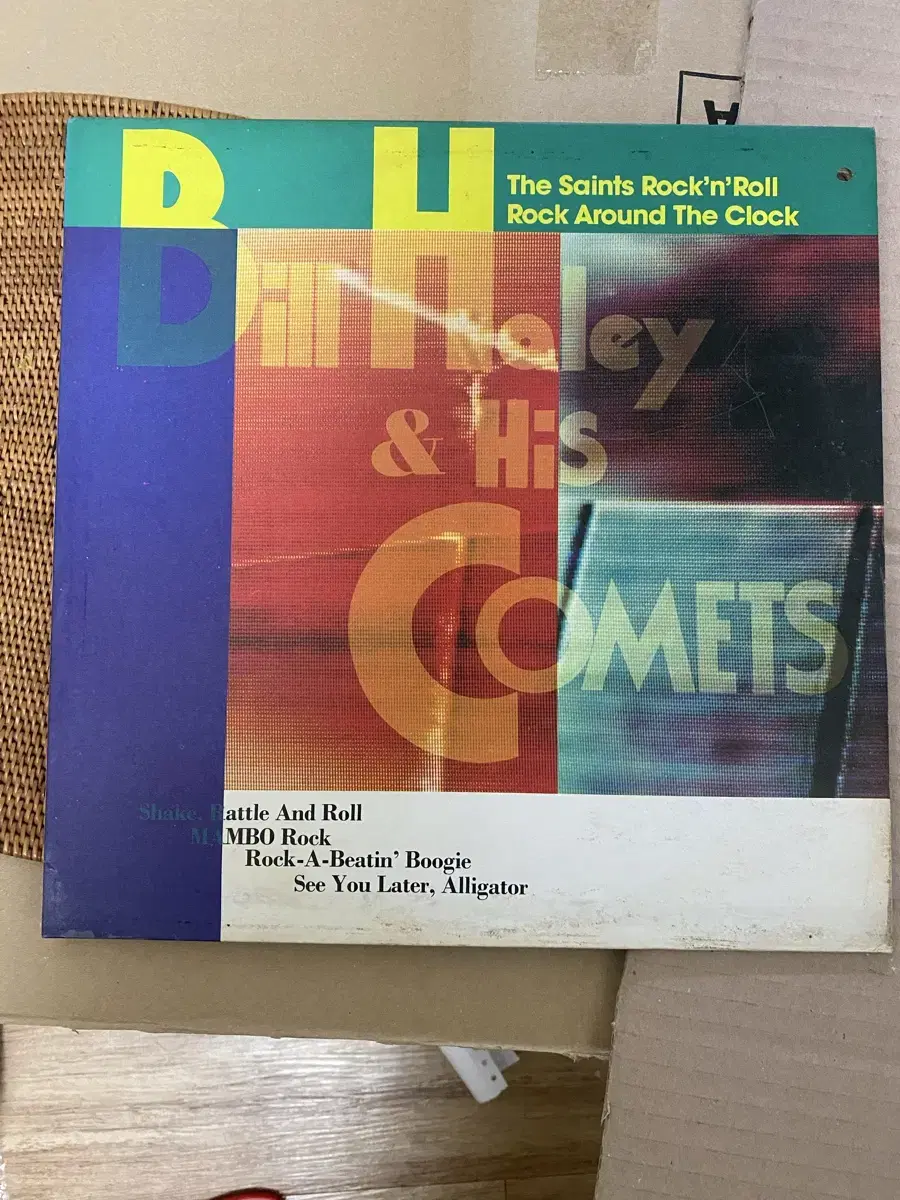 The Saints Rock'n'Roll
Rock Around The Clock
Bill Haley
& His
COMETS
Shake, Rattle And Roll
MAMBO Rock
Rock-A-Beatin' Boogie
See You Later, Alligator